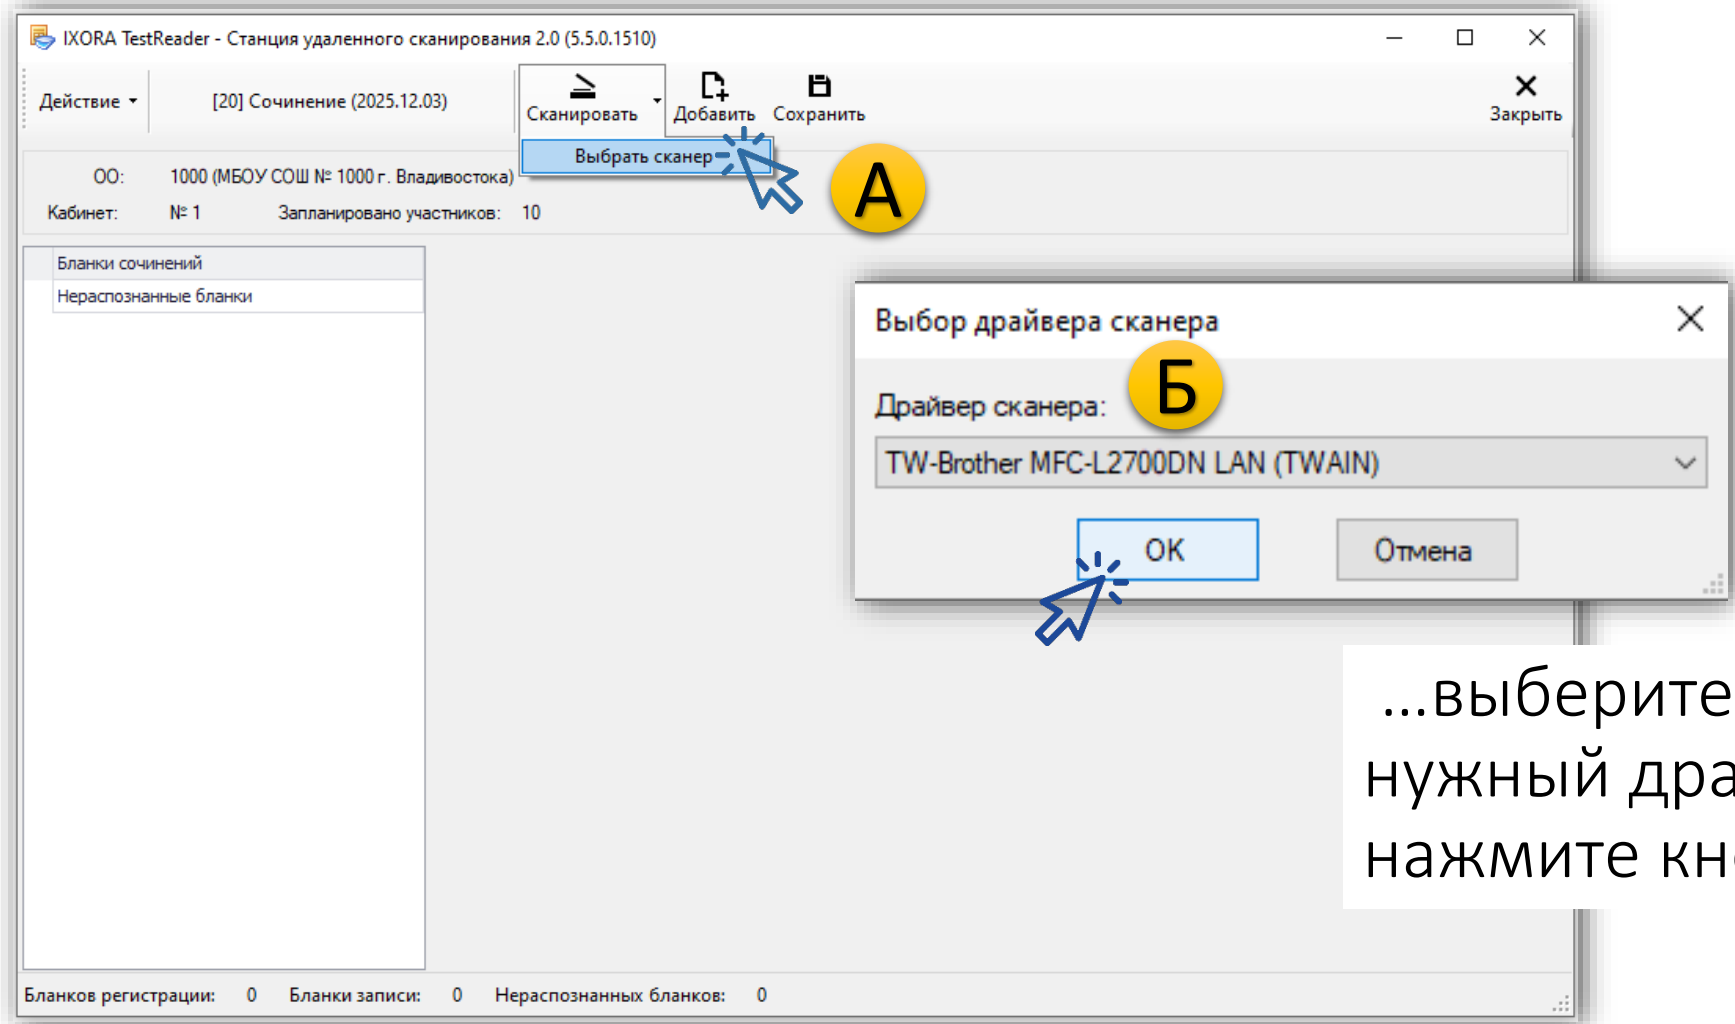 IXORA TestReader - Станция удаленного сканирования 2.0 (5.5.0.1510)
Действие
[20] Сочинение (2025.12.03)
Сканировать
Добавить
Сохранить
Закрыть
Выбрать сканер
А
ОО: 1000 (МБОУ СОШ № 1000 г. Владивостока)
Кабинет: № 1 Запланировано участников: 10
Бланки сочинений
Нераспознанные бланки
Выбор драйвера сканера
Б
Драйвер сканера:
TW-Brother MFC-L2700DN LAN (TWAIN)
OK
Отмена
...выберите
нужный дра
нажмите кн
Бланков регистрации: 0 Бланки записи: 0 Нераспознанных бланков: 0